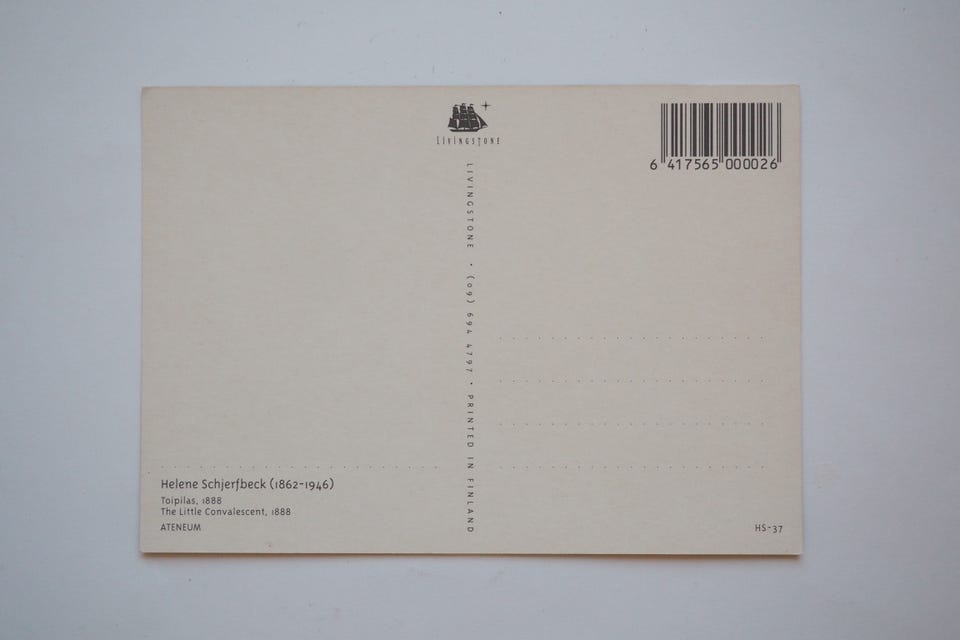 LIVINGSTONE
6 417565 000026
LIVINGSTONE • (09) 694 4797 • PRINTED IN FINLAND
Helene Schjerfbeck (1862-1946)
Toipilas, 1888
The Little Convalescent, 1888
ATENEUM
HS-37